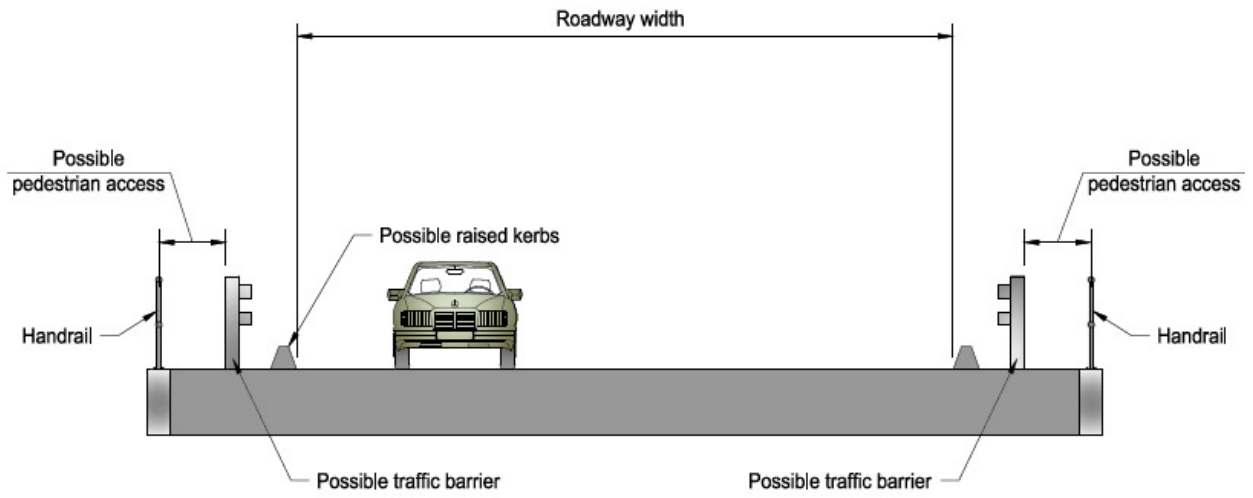 Roadway width
Possible
pedestrian access
Possible
pedestrian access
Possible raised kerbs
Handrail
Handrail
Possible traffic barrier
Possible traffic barrier